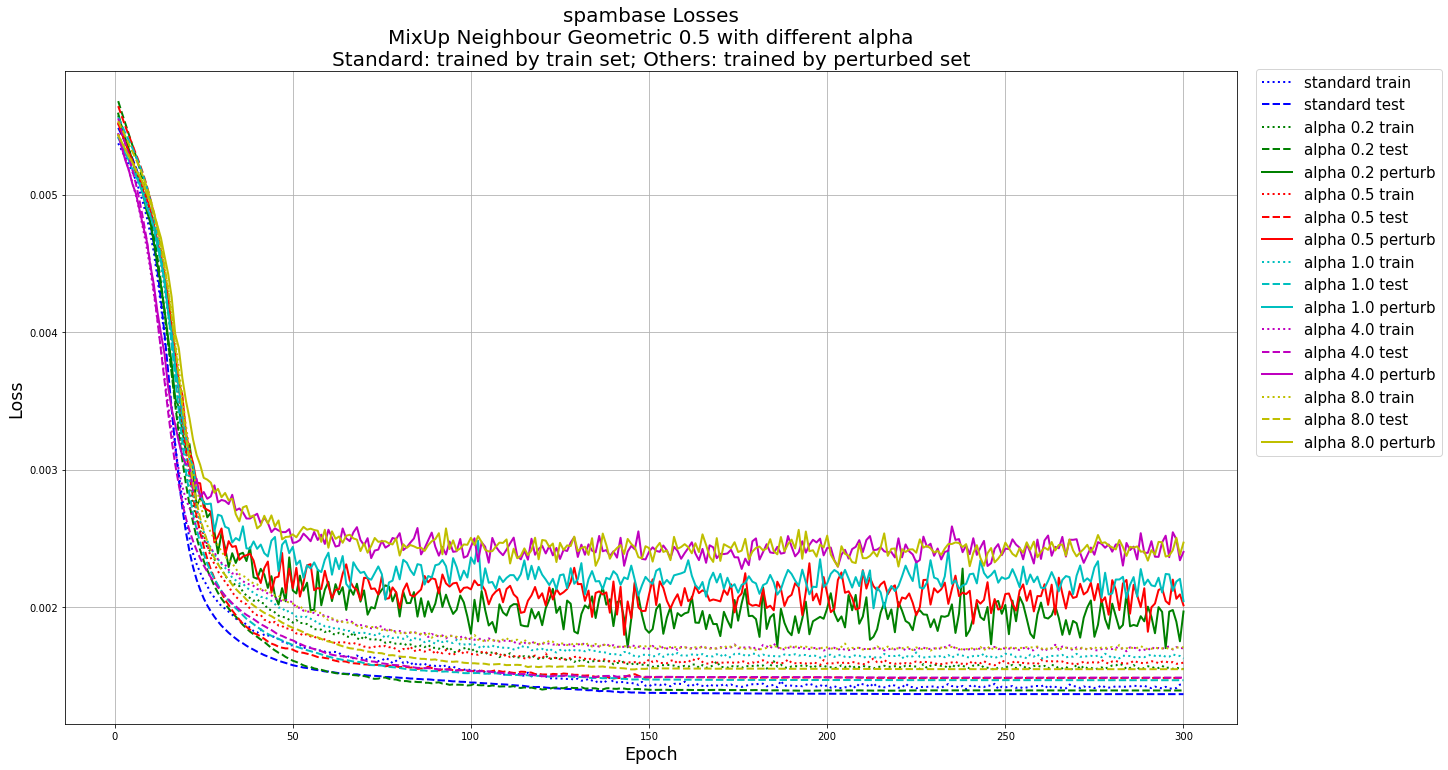 spambase Losses
MixUp Neighbour Geometric 0.5 with different alpha
Standard: trained by train set; Others: trained by perturbed set
standard train
standard test
alpha 0.2 train
alpha 0.2 test
alpha 0.2 perturb
alpha 0.5 train
alpha 0.5 test
alpha 0.5 perturb
alpha 1.0 train
alpha 1.0 test
alpha 1.0 perturb
alpha 4.0 train
alpha 4.0 test
alpha 4.0 perturb
alpha 8.0 train
alpha 8.0 test
alpha 8.0 perturb
0.005
0.004
0.003
0.002
Loss
0 50 100 150 200 250 300
Epoch